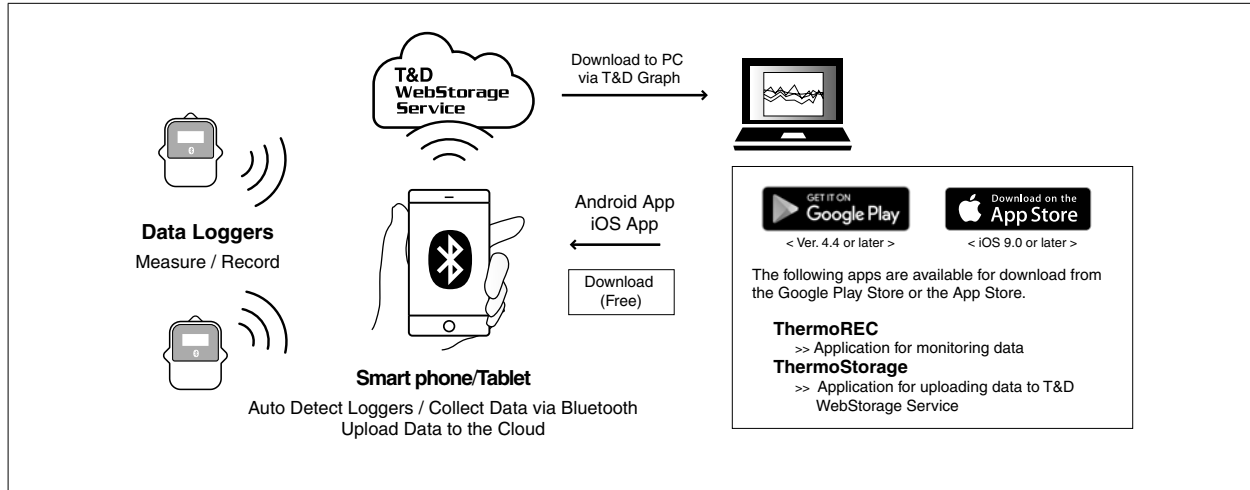 T&D
WebStorage
Service
Download to PC
via T&D Graph
Data Loggers
Measure / Record
Android App
iOS App
Download
(Free)
Smart phone/Tablet
Auto Detect Loggers / Collect Data via Bluetooth
Upload Data to the Cloud
GET IT ON
Google Play
< Ver. 4.4 or later >
Download on the
App Store
< iOS 9.0 or later >
The following apps are available for download from
the Google Play Store or the App Store.
ThermoREC
>> Application for monitoring data
ThermoStorage
>> Application for uploading data to T&D
WebStorage Service